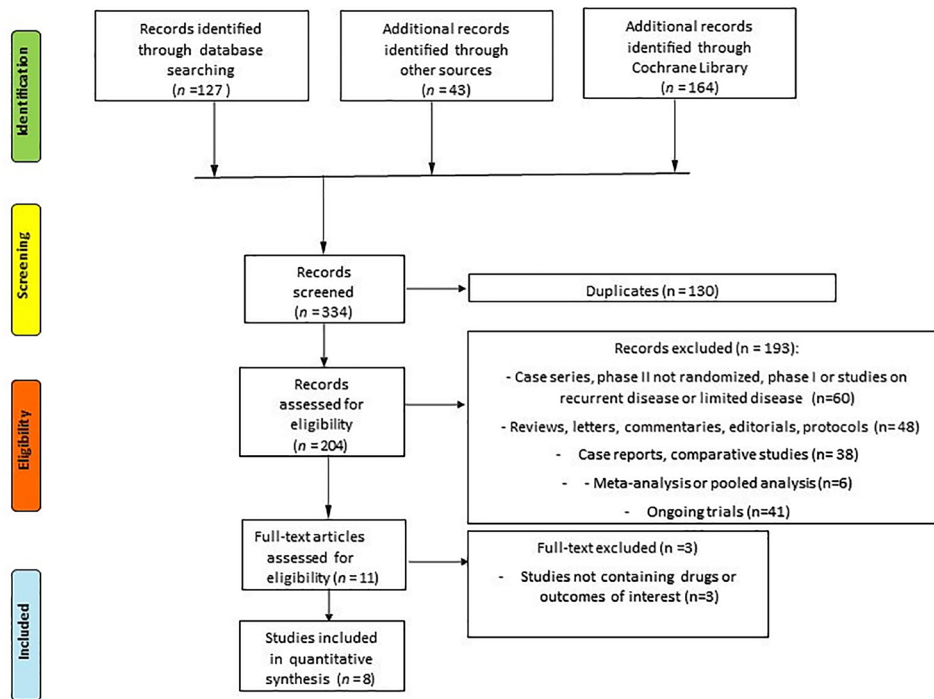 Identification
Records identified
through database
searching
(n =127 )
Additional records
identified through
other sources
(n =43)
Additional records
identified through
Cochrane Library
(n =164)
Screening
Records
screened
(n =334)
Duplicates (n =130)
Eligibility
Records
assessed for
eligibility
(n =204)
Records excluded (n = 193):
- Case series, phase II not randomized, phase I or studies on
recurrent disease or limited disease (n=60)
- Reviews, letters, commentaries, editorials, protocols (n=48)
- Case reports, comparative studies (n= 38)
- - Meta-analysis or pooled analysis (n=6)
- Ongoing trials (n=41)
Full-text articles
assessed for
eligibility (n =11)
Full-text excluded (n =3)
- Studies not containing drugs or
outcomes of interest (n=3)
Included
Studies included
in quantitative
synthesis (n =8)